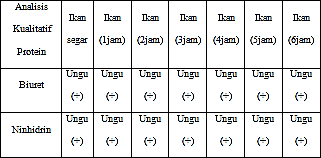 Analisis Kualitatif Protein | Ikan segar | Ikan (1jam) | Ikan (2jam) | Ikan (3jam) | Ikan (4jam) | Ikan (5jam) | Ikan (6jam)
Biuret | Ungu (+) | Ungu (+) | Ungu (+) | Ungu (+) | Ungu (+) | Ungu (+) | Ungu (+)
Ninhidrin | Ungu (+) | Ungu (+) | Ungu (+) | Ungu (+) | Ungu (+) | Ungu (+) | Ungu (+)